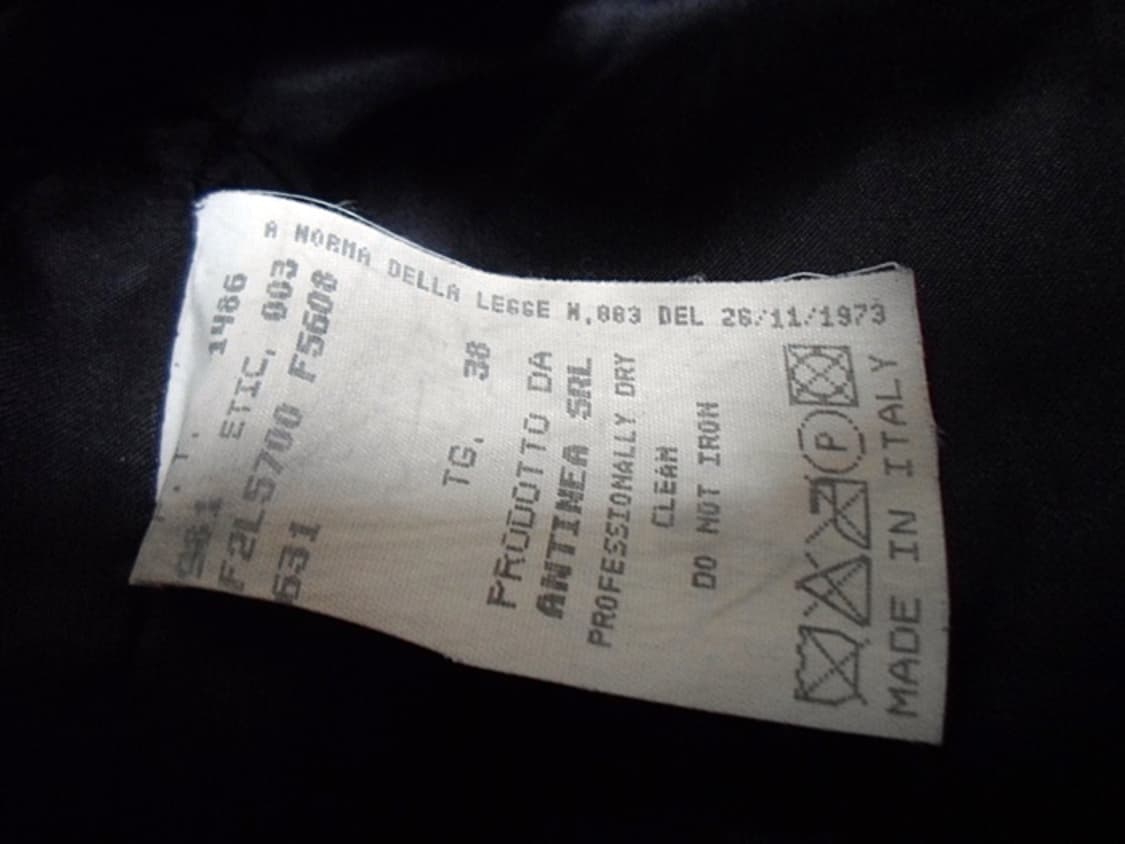 A NORMA DELLA LEGGE N.883 DEL 26/11/1973
1486
ETIC. 003
F2L5700 F5608
631
TG. 38
PRODOTTO DA
ANTINEA SRL
PROFESSIONALLY DRY
CLEAN
DO NOT IRON
P
MADE IN ITALY